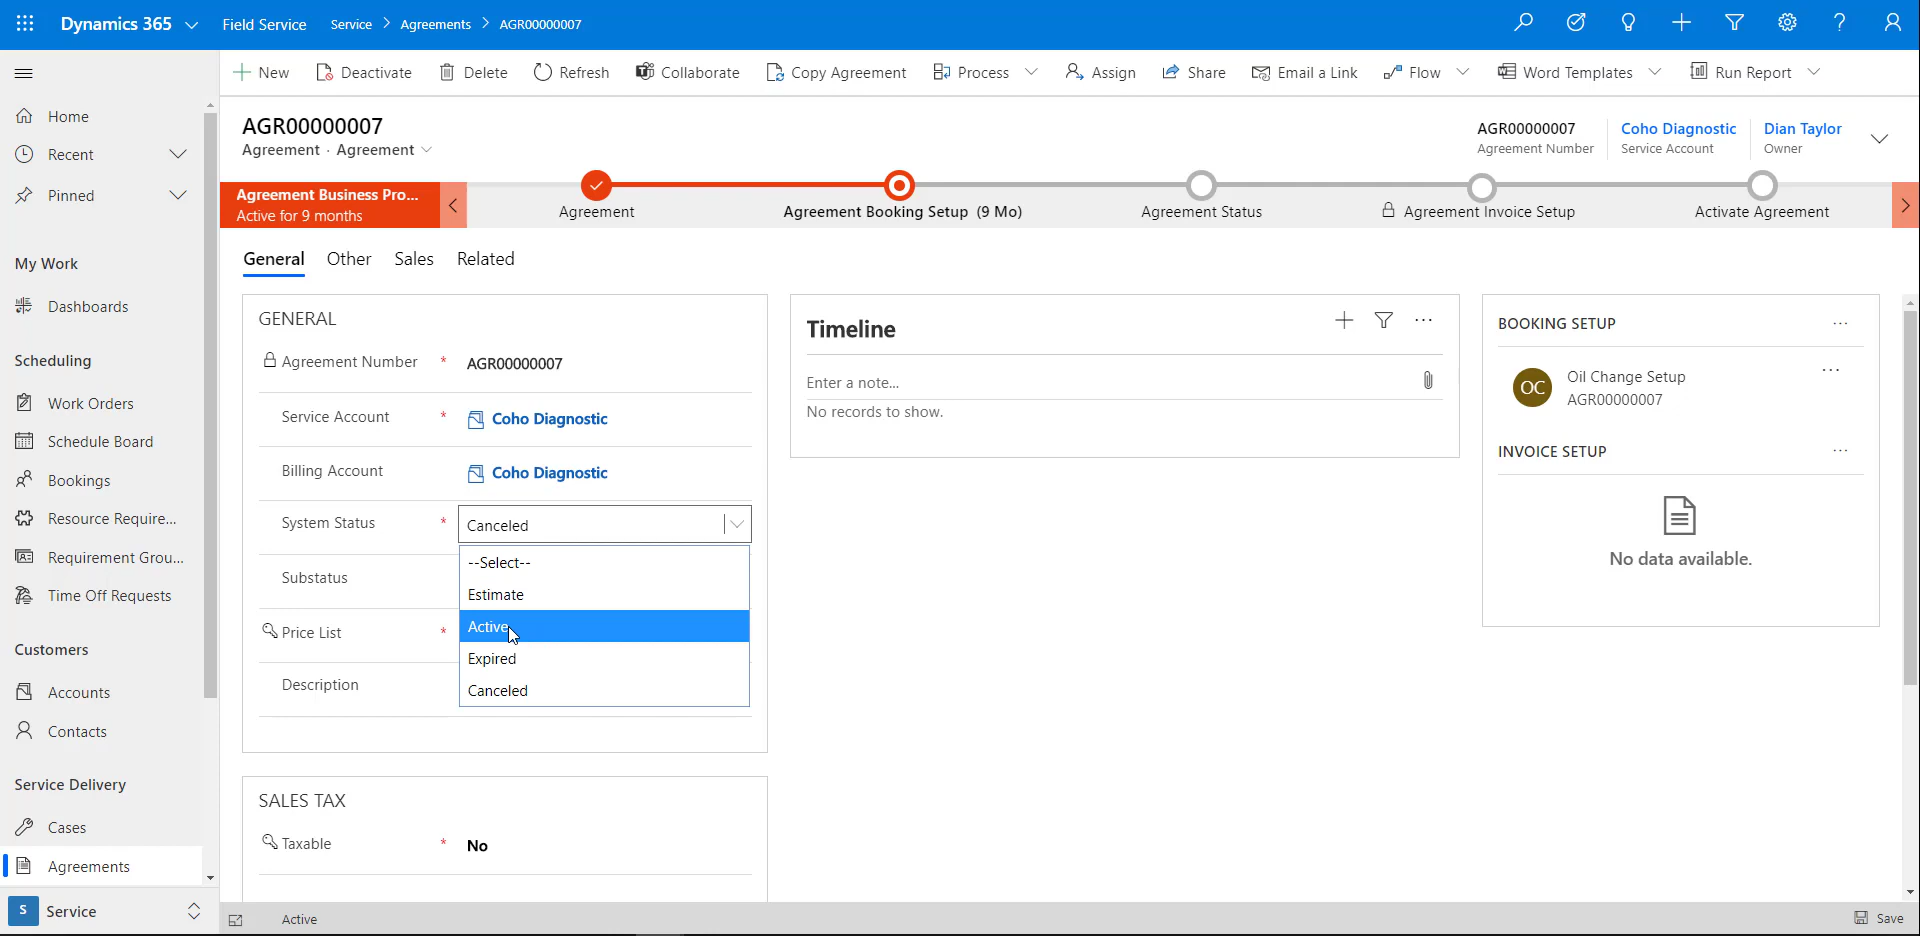 Dynamics 365
Field Service
Service > Agreements > AGR00000007
New
Deactivate
Delete
Refresh
Collaborate
Copy Agreement
Process
Assign
Share
Email a Link
Flow
Word Templates
Run Report
Home
Recent
Pinned
My Work
Dashboards
Scheduling
Work Orders
Schedule Board
Bookings
Resource Require...
Requirement Grou...
Time Off Requests
Customers
Accounts
Contacts
Service Delivery
Cases
Agreements
S Service
AGR00000007
Agreement · Agreement
AGR00000007
Agreement Number
Coho Diagnostic
Service Account
Dian Taylor
Owner
Agreement Business Pro...
Active for 9 months
Agreement
Agreement Booking Setup (9 Mo)
Agreement Status
Agreement Invoice Setup
Activate Agreement
General
Other
Sales
Related
GENERAL
Agreement Number * AGR00000007
Service Account * Coho Diagnostic
Billing Account * Coho Diagnostic
System Status * Canceled
--Select--
Estimate
Active
Expired
Canceled
Substatus
Price List *
Description
SALES TAX
Taxable * No
Timeline
Enter a note...
No records to show.
BOOKING SETUP
OC
Oil Change Setup
AGR00000007
INVOICE SETUP
No data available.
Active
Save